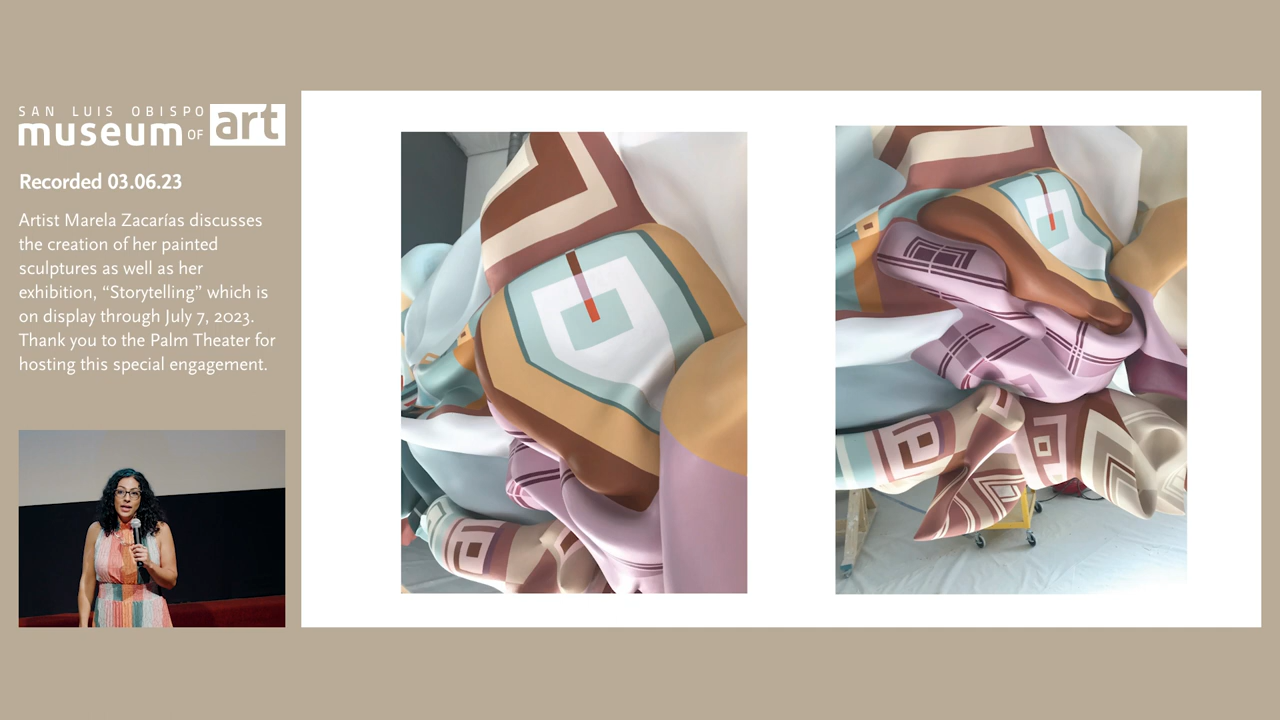 SAN LUIS OBISPO
museum OF art
Recorded 03.06.23
Artist Marela Zacarías discusses
the creation of her painted
sculptures as well as her
exhibition, “Storytelling” which is
on display through July 7, 2023.
Thank you to the Palm Theater for
hosting this special engagement.